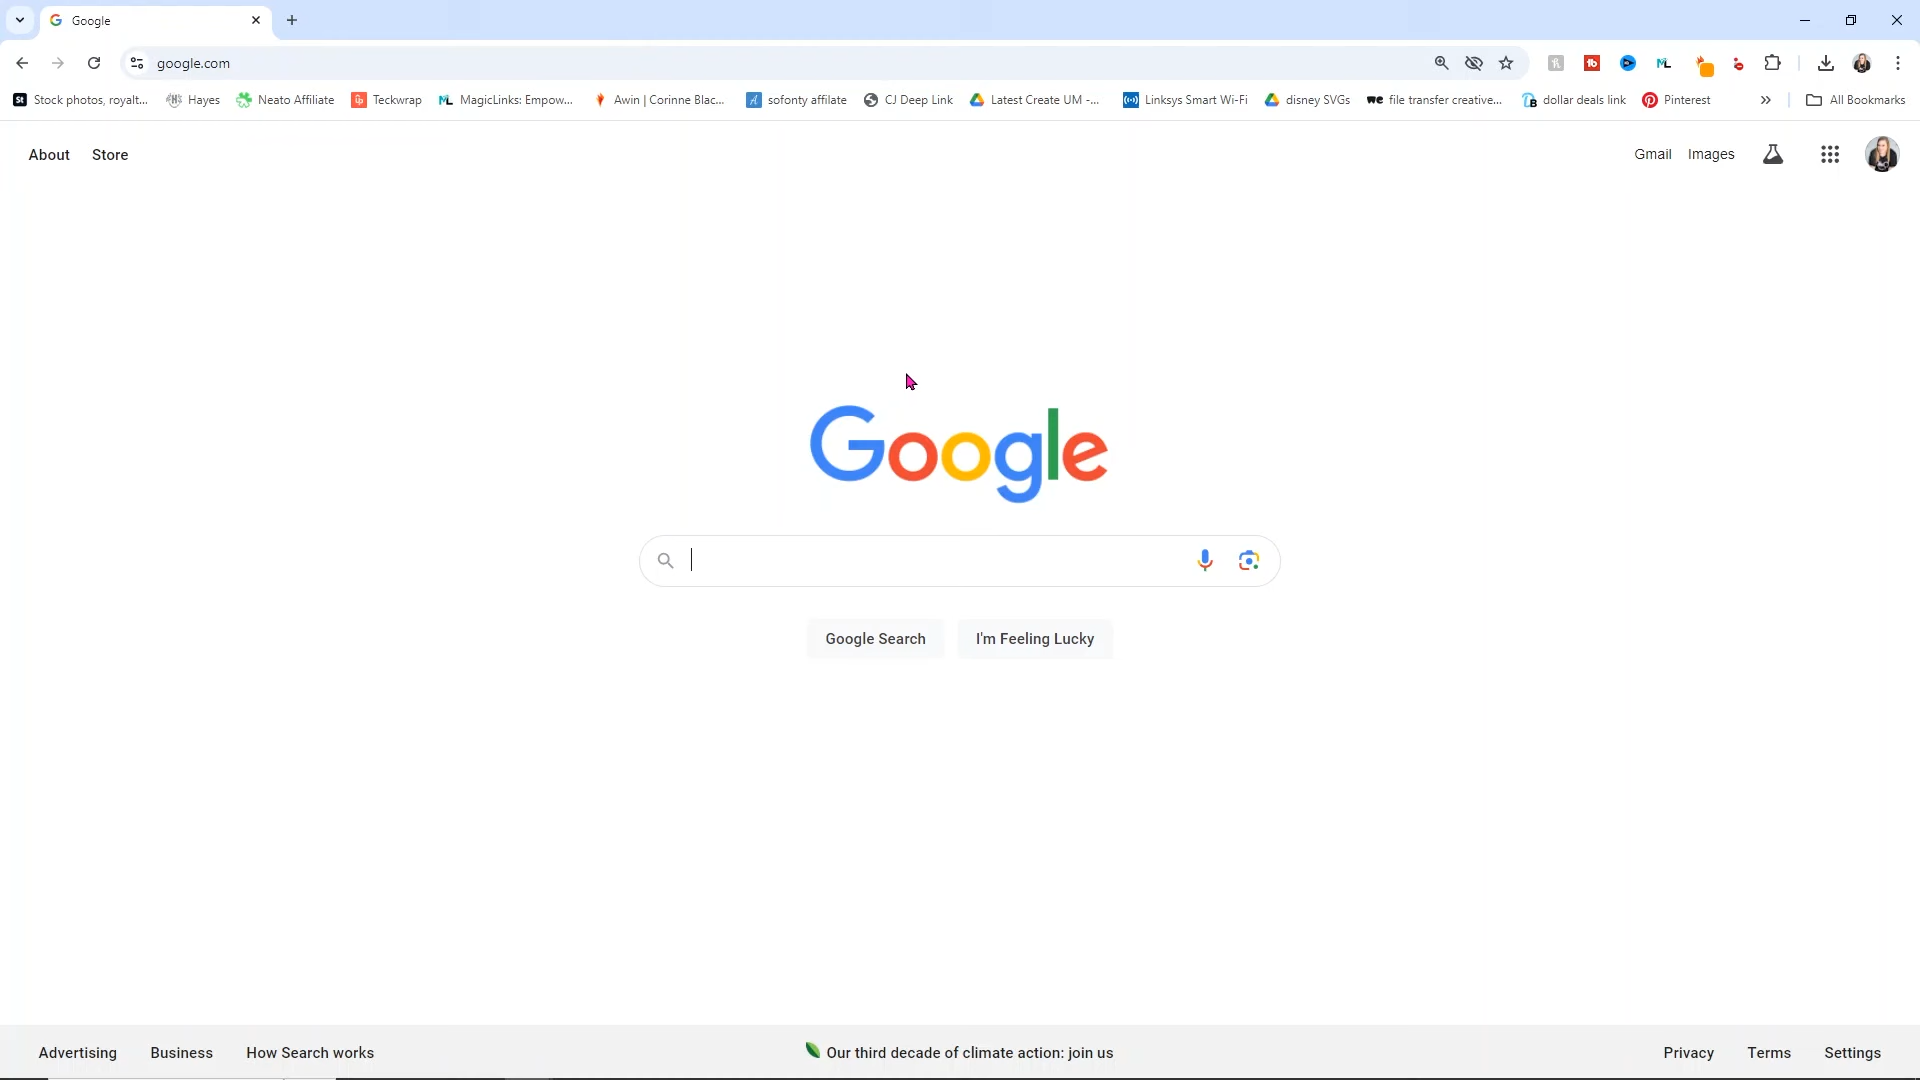 Google
google.com
St Stock photos, royalt... Hayes Neato Affiliate Teckwrap ML MagicLinks: Empow... Awin | Corinne Blac... sofonty affilate CJ Deep Link Latest Create UM -... Linksys Smart Wi-Fi disney SVGs we file transfer creative... dollar deals link Pinterest » All Bookmarks
About Store Gmail Images
Google
Google Search I'm Feeling Lucky
Advertising Business How Search works Our third decade of climate action: join us Privacy Terms Settings